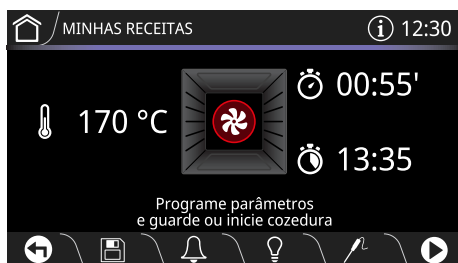 MINHAS RECEITAS
i 12:30
00:55'
170 °C
13:35
Programe parâmetros
e guarde ou inicie cozedura